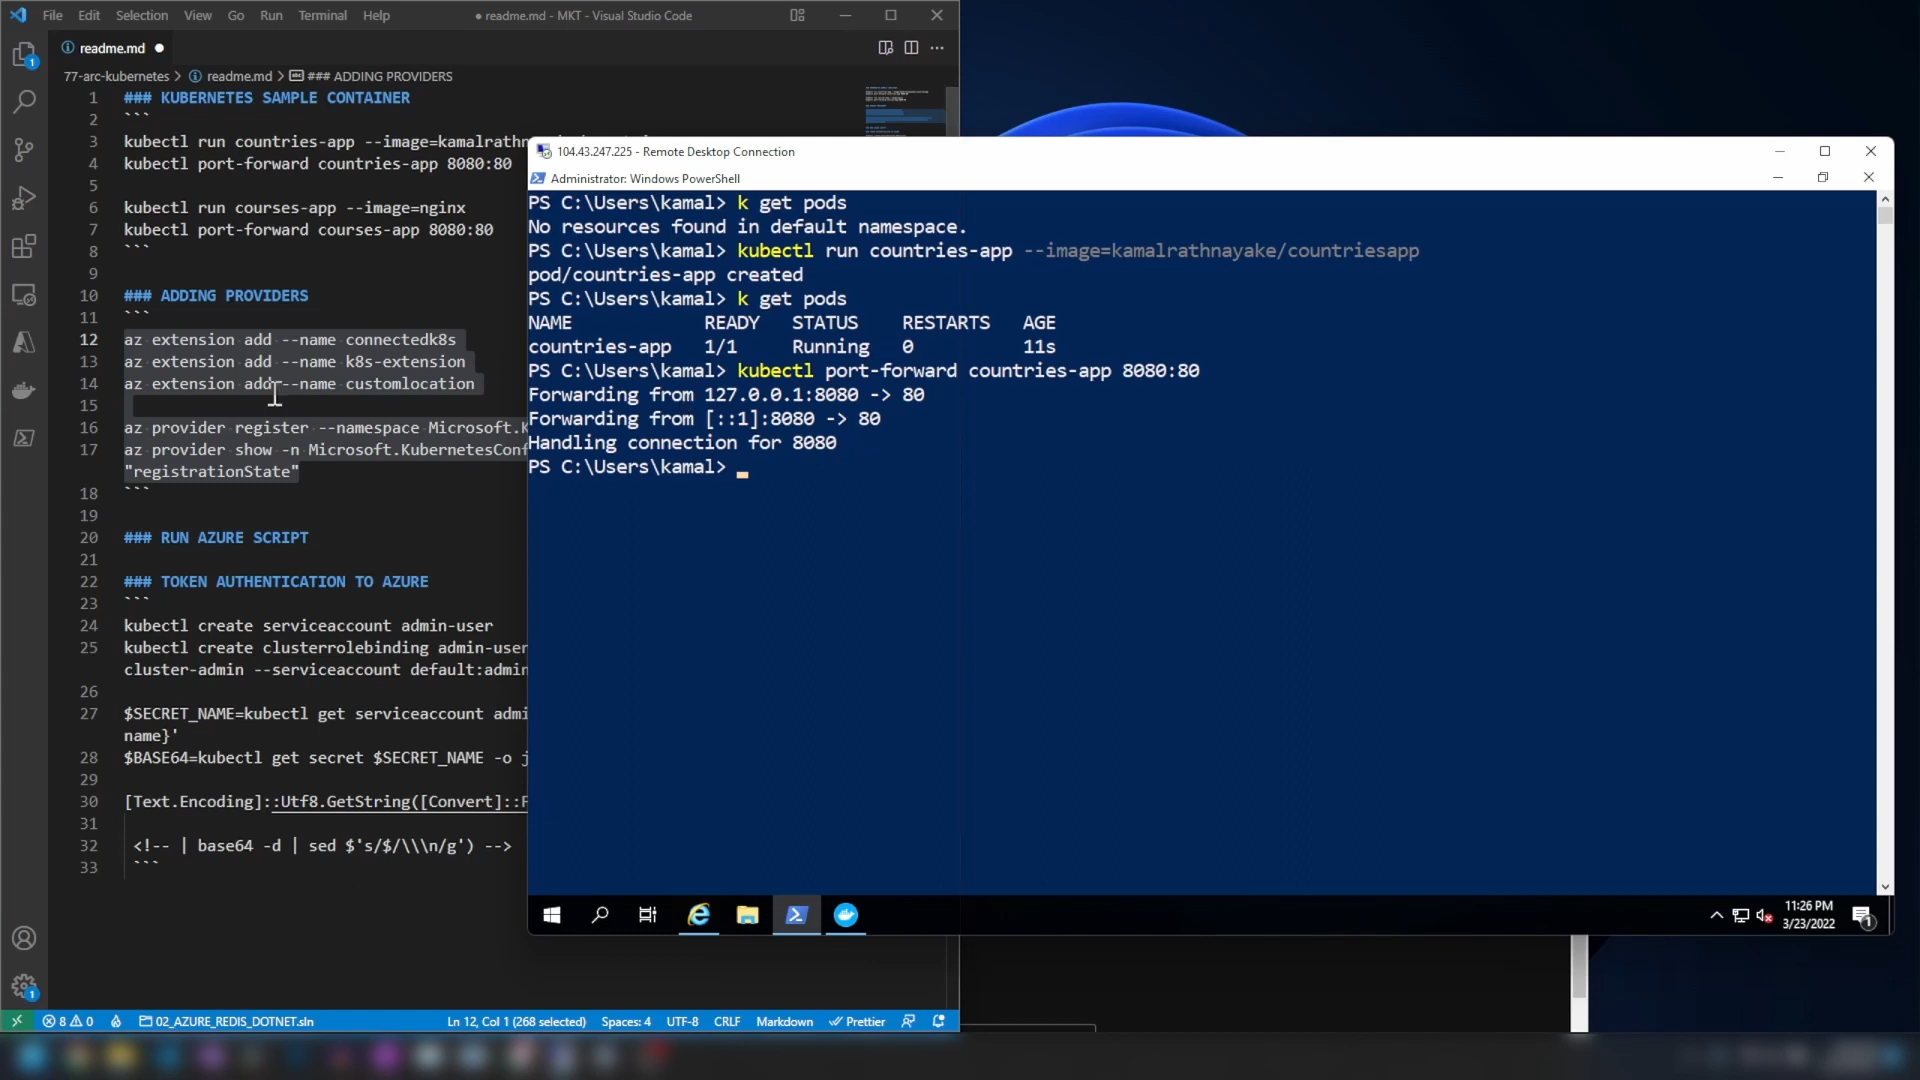 File Edit Selection View Go Run Terminal Help
● readme.md - MKT - Visual Studio Code
readme.md ●
77-arc-kubernetes > readme.md > ### ADDING PROVIDERS
1 ### KUBERNETES SAMPLE CONTAINER
2 ```
3 kubectl run countries-app --image=kamalrathn
4 kubectl port-forward countries-app 8080:80
5
6 kubectl run courses-app --image=nginx
7 kubectl port-forward courses-app 8080:80
8 ```
9
10 ### ADDING PROVIDERS
11 ```
12 az extension add --name connectedk8s
13 az extension add --name k8s-extension
14 az extension add --name customlocation
15
16 az provider register --namespace Microsoft.K
17 az provider show -n Microsoft.KubernetesConf
"registrationState"
18 ```
19
20 ### RUN AZURE SCRIPT
21
22 ### TOKEN AUTHENTICATION TO AZURE
23 ```
24 kubectl create serviceaccount admin-user
25 kubectl create clusterrolebinding admin-user
cluster-admin --serviceaccount default:admin
26
27 $SECRET_NAME=kubectl get serviceaccount admi
name}'
28 $BASE64=kubectl get secret $SECRET_NAME -o j
29
30 [Text.Encoding]::Utf8.GetString([Convert]::F
31
32 <!-- | base64 -d | sed $'s/$/\\\n/g') -->
33 ```
1
1
8 0 02_AZURE_REDIS_DOTNET.sln Ln 12, Col 1 (268 selected) Spaces: 4 UTF-8 CRLF Markdown Prettier
104.43.247.225 - Remote Desktop Connection
Administrator: Windows PowerShell
PS C:\Users\kamal> k get pods
No resources found in default namespace.
PS C:\Users\kamal> kubectl run countries-app --image=kamalrathnayake/countriesapp
pod/countries-app created
PS C:\Users\kamal> k get pods
NAME READY STATUS RESTARTS AGE
countries-app 1/1 Running 0 11s
PS C:\Users\kamal> kubectl port-forward countries-app 8080:80
Forwarding from 127.0.0.1:8080 -> 80
Forwarding from [::1]:8080 -> 80
Handling connection for 8080
PS C:\Users\kamal>
11:26 PM
3/23/2022
1